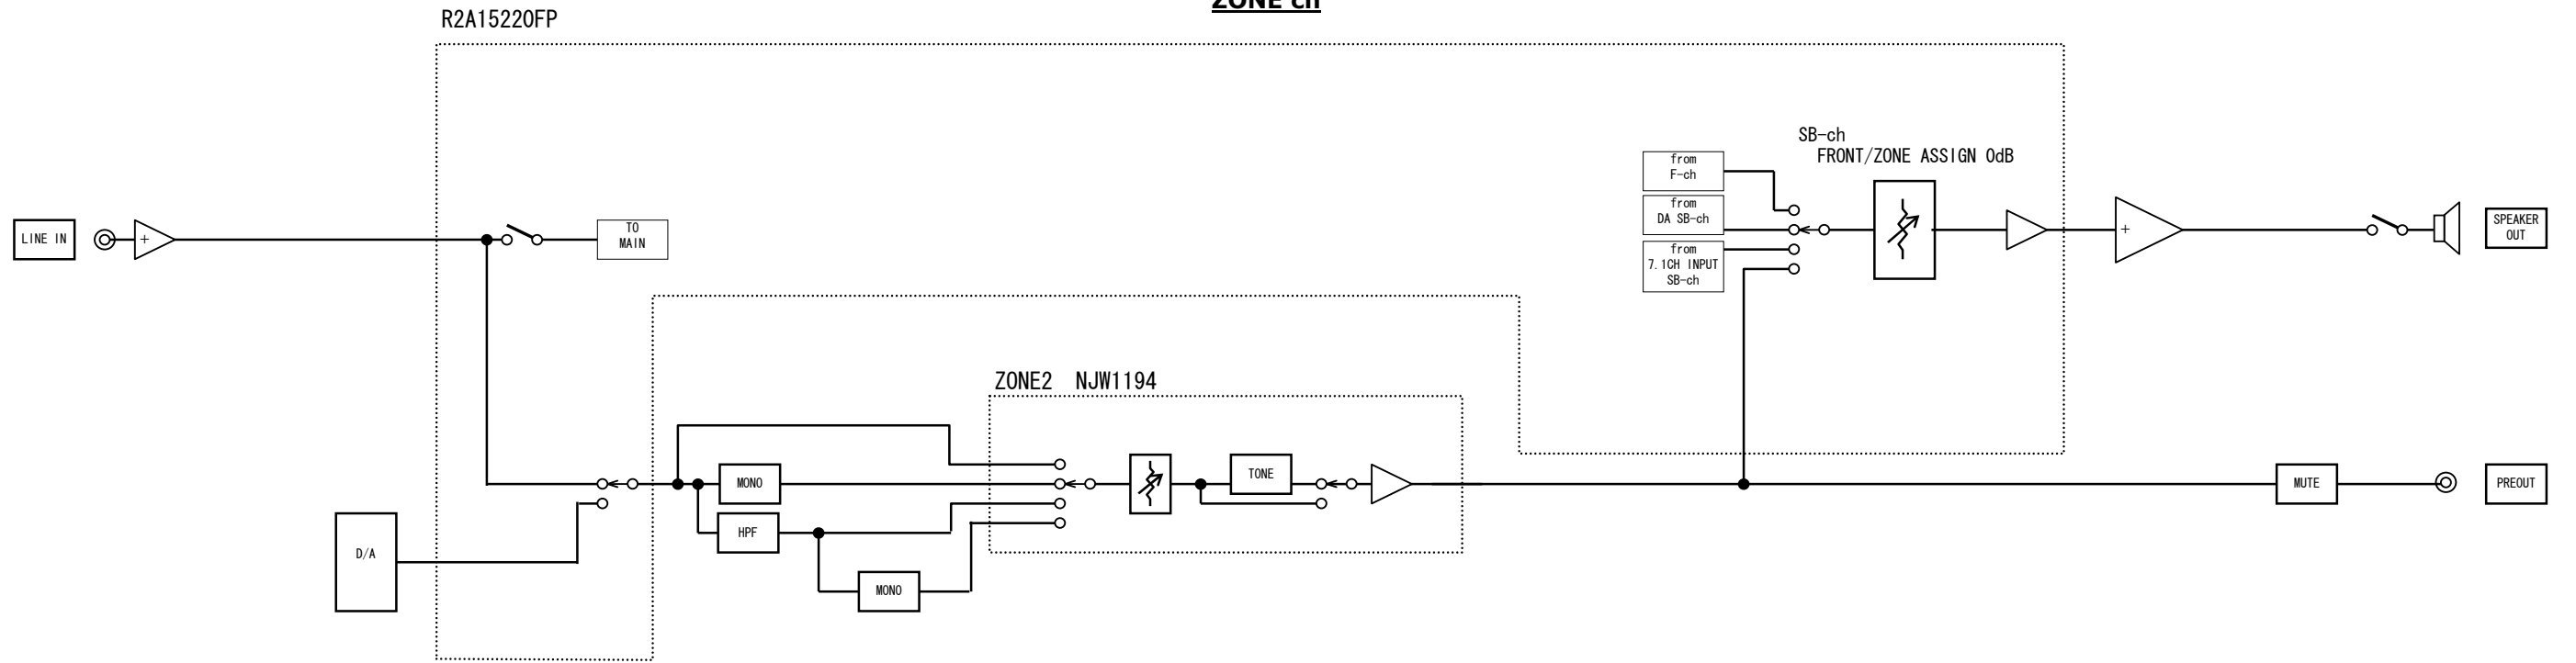 ZONE ch
R2A15220FP
SB-ch
FRONT/ZONE ASSIGN 0dB
from
F-ch
from
DA SB-ch
from
7.1CH INPUT
SB-ch
LINE IN
+
TO
MAIN
+
SPEAKER
OUT
ZONE2 NJW1194
MONO
TONE
MUTE
PREOUT
HPF
D/A
MONO